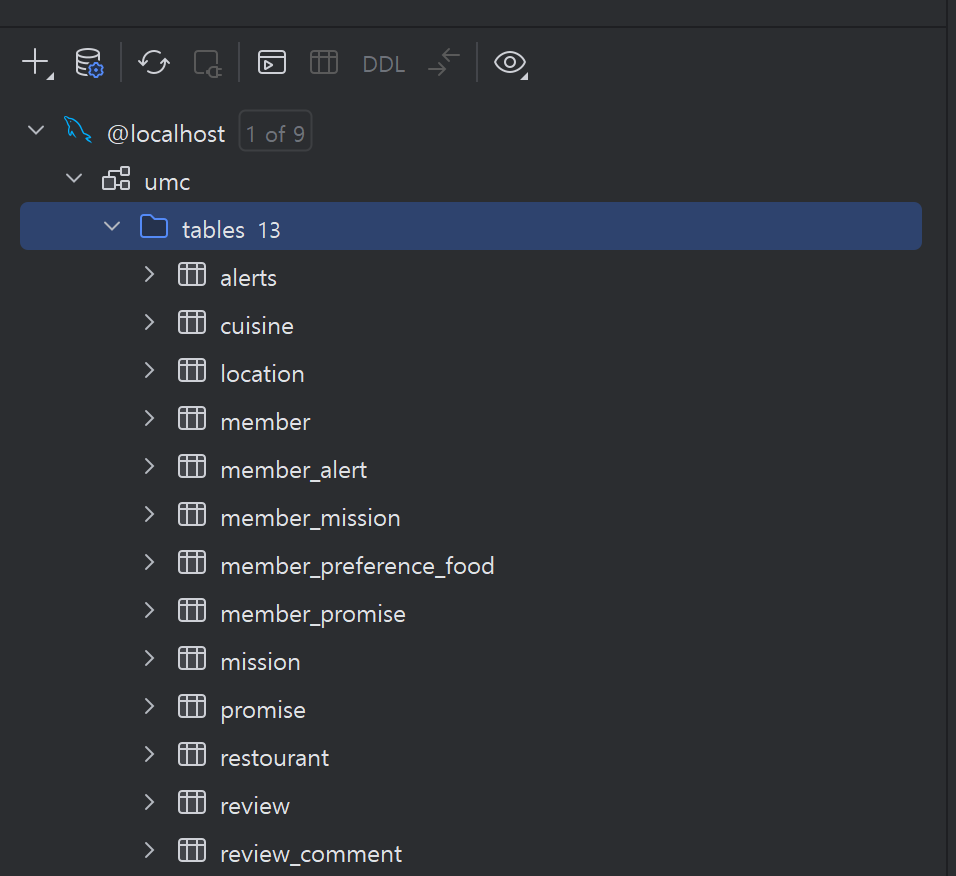 DDL
@localhost 1 of 9
umc
tables 13
alerts
cuisine
location
member
member_alert
member_mission
member_preference_food
member_promise
mission
promise
restourant
review
review_comment